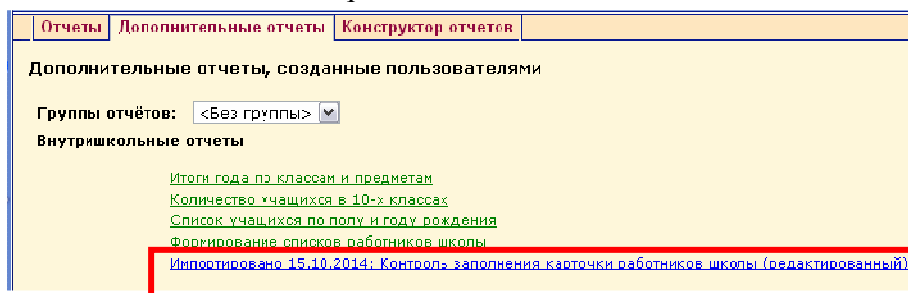 Отчеты Дополнительные отчеты Конструктор отчетов
Дополнительные отчеты, созданные пользователями
Группы отчётов: <Без группы>
Внутришкольные отчеты
Итоги года по классам и предметам
Количество учащихся в 10-х классах
Список учащихся по полу и году рождения
Формирование списков работников школы
Импортировано 15.10.2014: Контроль заполнения карточки работников школы (редактированный)